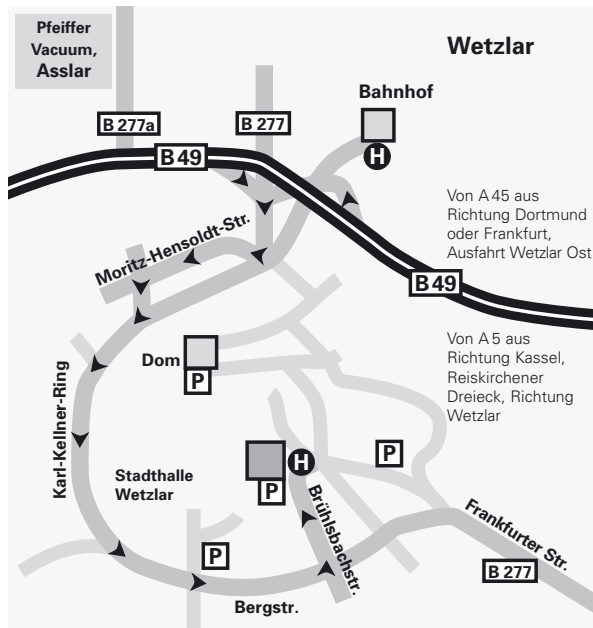 Pfeiffer
Vacuum,
Asslar
Wetzlar
Bahnhof
B 277a
B 277
B 49
H
Von A 45 aus
Richtung Dortmund
oder Frankfurt,
Ausfahrt Wetzlar Ost
Moritz-Hensoldt-Str.
B 49
Von A 5 aus
Richtung Kassel,
Reiskirchener
Dreieck, Richtung
Wetzlar
Dom
P
Karl-Kellner-Ring
Stadthalle
Wetzlar
H
P
P
Brühlsbachstr.
Frankfurter Str.
P
B 277
Bergstr.